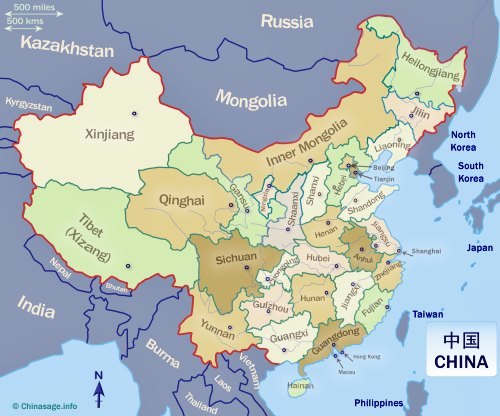 500 miles
500 kms
Russia
Kazakhstan
Mongolia
Heilongjiang
Kyrgyzstan
Xinjiang
Jilin
Inner Mongolia
Liaoning
North
Korea
South
Korea
Beijing
Tianjin
Hebei
Shanxi
Shandong
Gansu
Ningxia
Qinghai
Shaanxi
Tibet
(Xizang)
Henan
Jiangsu
Japan
Shanghai
Anhui
Sichuan
Hubei
Chongqing
Zhejiang
Nepal
Bhutan
India
Hunan
Jiangxi
Guizhou
Fujian
Taiwan
Yunnan
Guangxi
Guangdong
Hong Kong
Macau
Burma
Vietnam
Laos
Thailand
Hainan
Philippines
中国
CHINA
N
© Chinasage.info